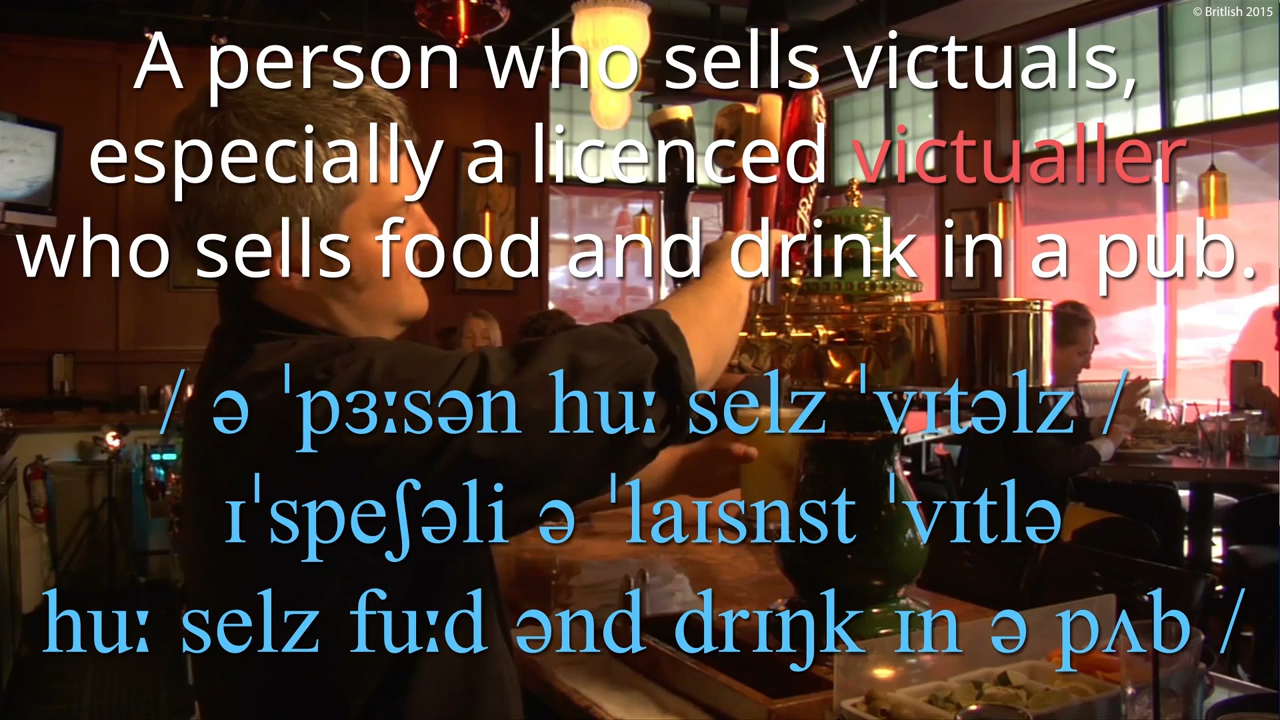 © Britlish 2015
A person who sells victuals,
especially a licenced victualler
who sells food and drink in a pub.
/ ə ˈpɜːsən huː selz ˈvɪtəlz /
ɪˈspeʃəli ə ˈlaɪsnst ˈvɪtlə
huː selz fuːd ənd drɪŋk ɪn ə pʌb /